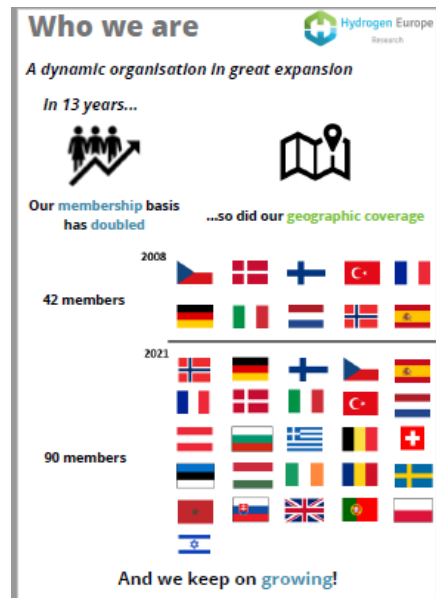 Who we are
Hydrogen Europe
Research
A dynamic organisation in great expansion
In 13 years...
Our membership basis
has doubled
...so did our geographic coverage
2008
42 members
2021
90 members
And we keep on growing!